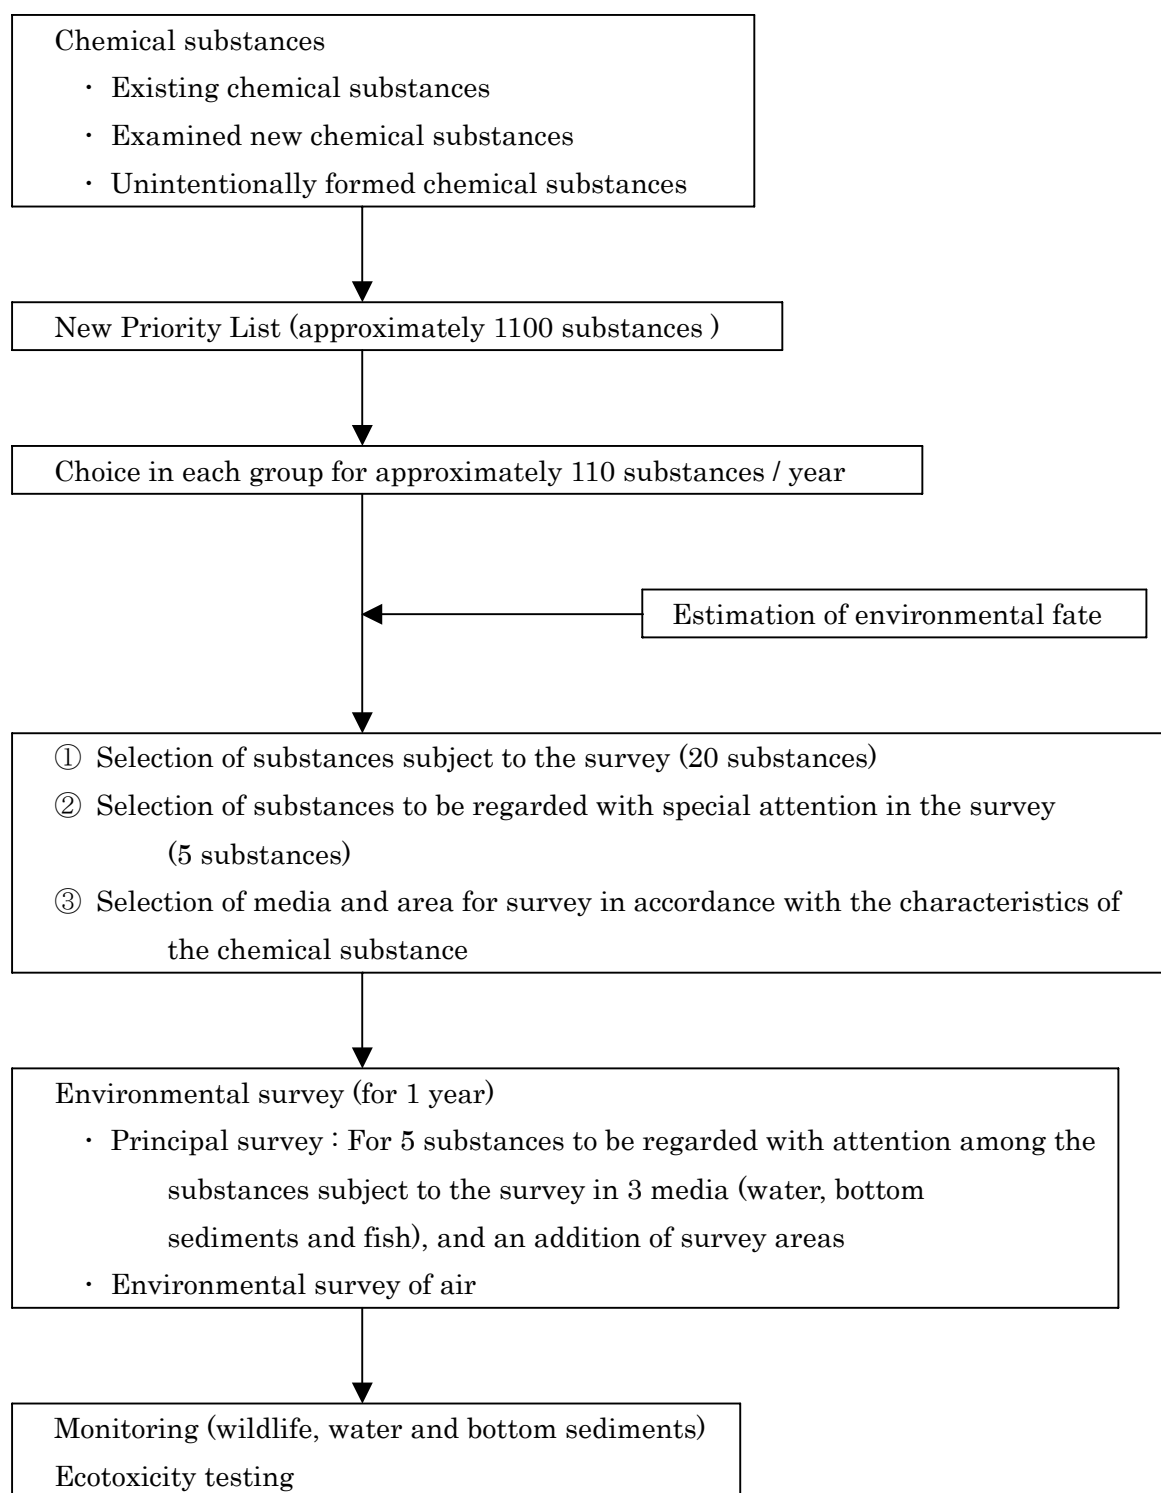 Chemical substances
・ Existing chemical substances
・ Examined new chemical substances
・ Unintentionally formed chemical substances
New Priority List (approximately 1100 substances )
Choice in each group for approximately 110 substances / year
Estimation of environmental fate
① Selection of substances subject to the survey (20 substances)
② Selection of substances to be regarded with special attention in the survey
(5 substances)
③ Selection of media and area for survey in accordance with the characteristics of
the chemical substance
Environmental survey (for 1 year)
・ Principal survey : For 5 substances to be regarded with attention among the
substances subject to the survey in 3 media (water, bottom
sediments and fish), and an addition of survey areas
・ Environmental survey of air
Monitoring (wildlife, water and bottom sediments)
Ecotoxicity testing